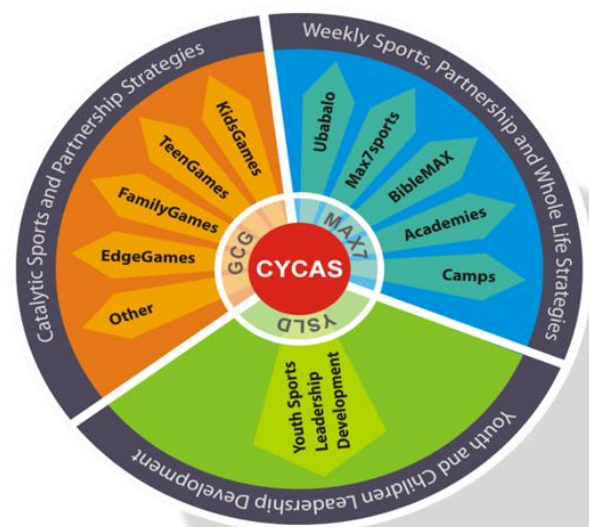 Catalytic Sports and Partnership Strategies
Weekly Sports, Partnership and Whole Life Strategies
KidsGames
TeenGames
FamilyGames
EdgeGames
Other
Ubabalo
Max7sports
BibleMAX
Academies
Camps
GCG
MAX7
CYCAS
YSLD
Youth Sports
Leadership
Development
Youth and Children Leadership Development